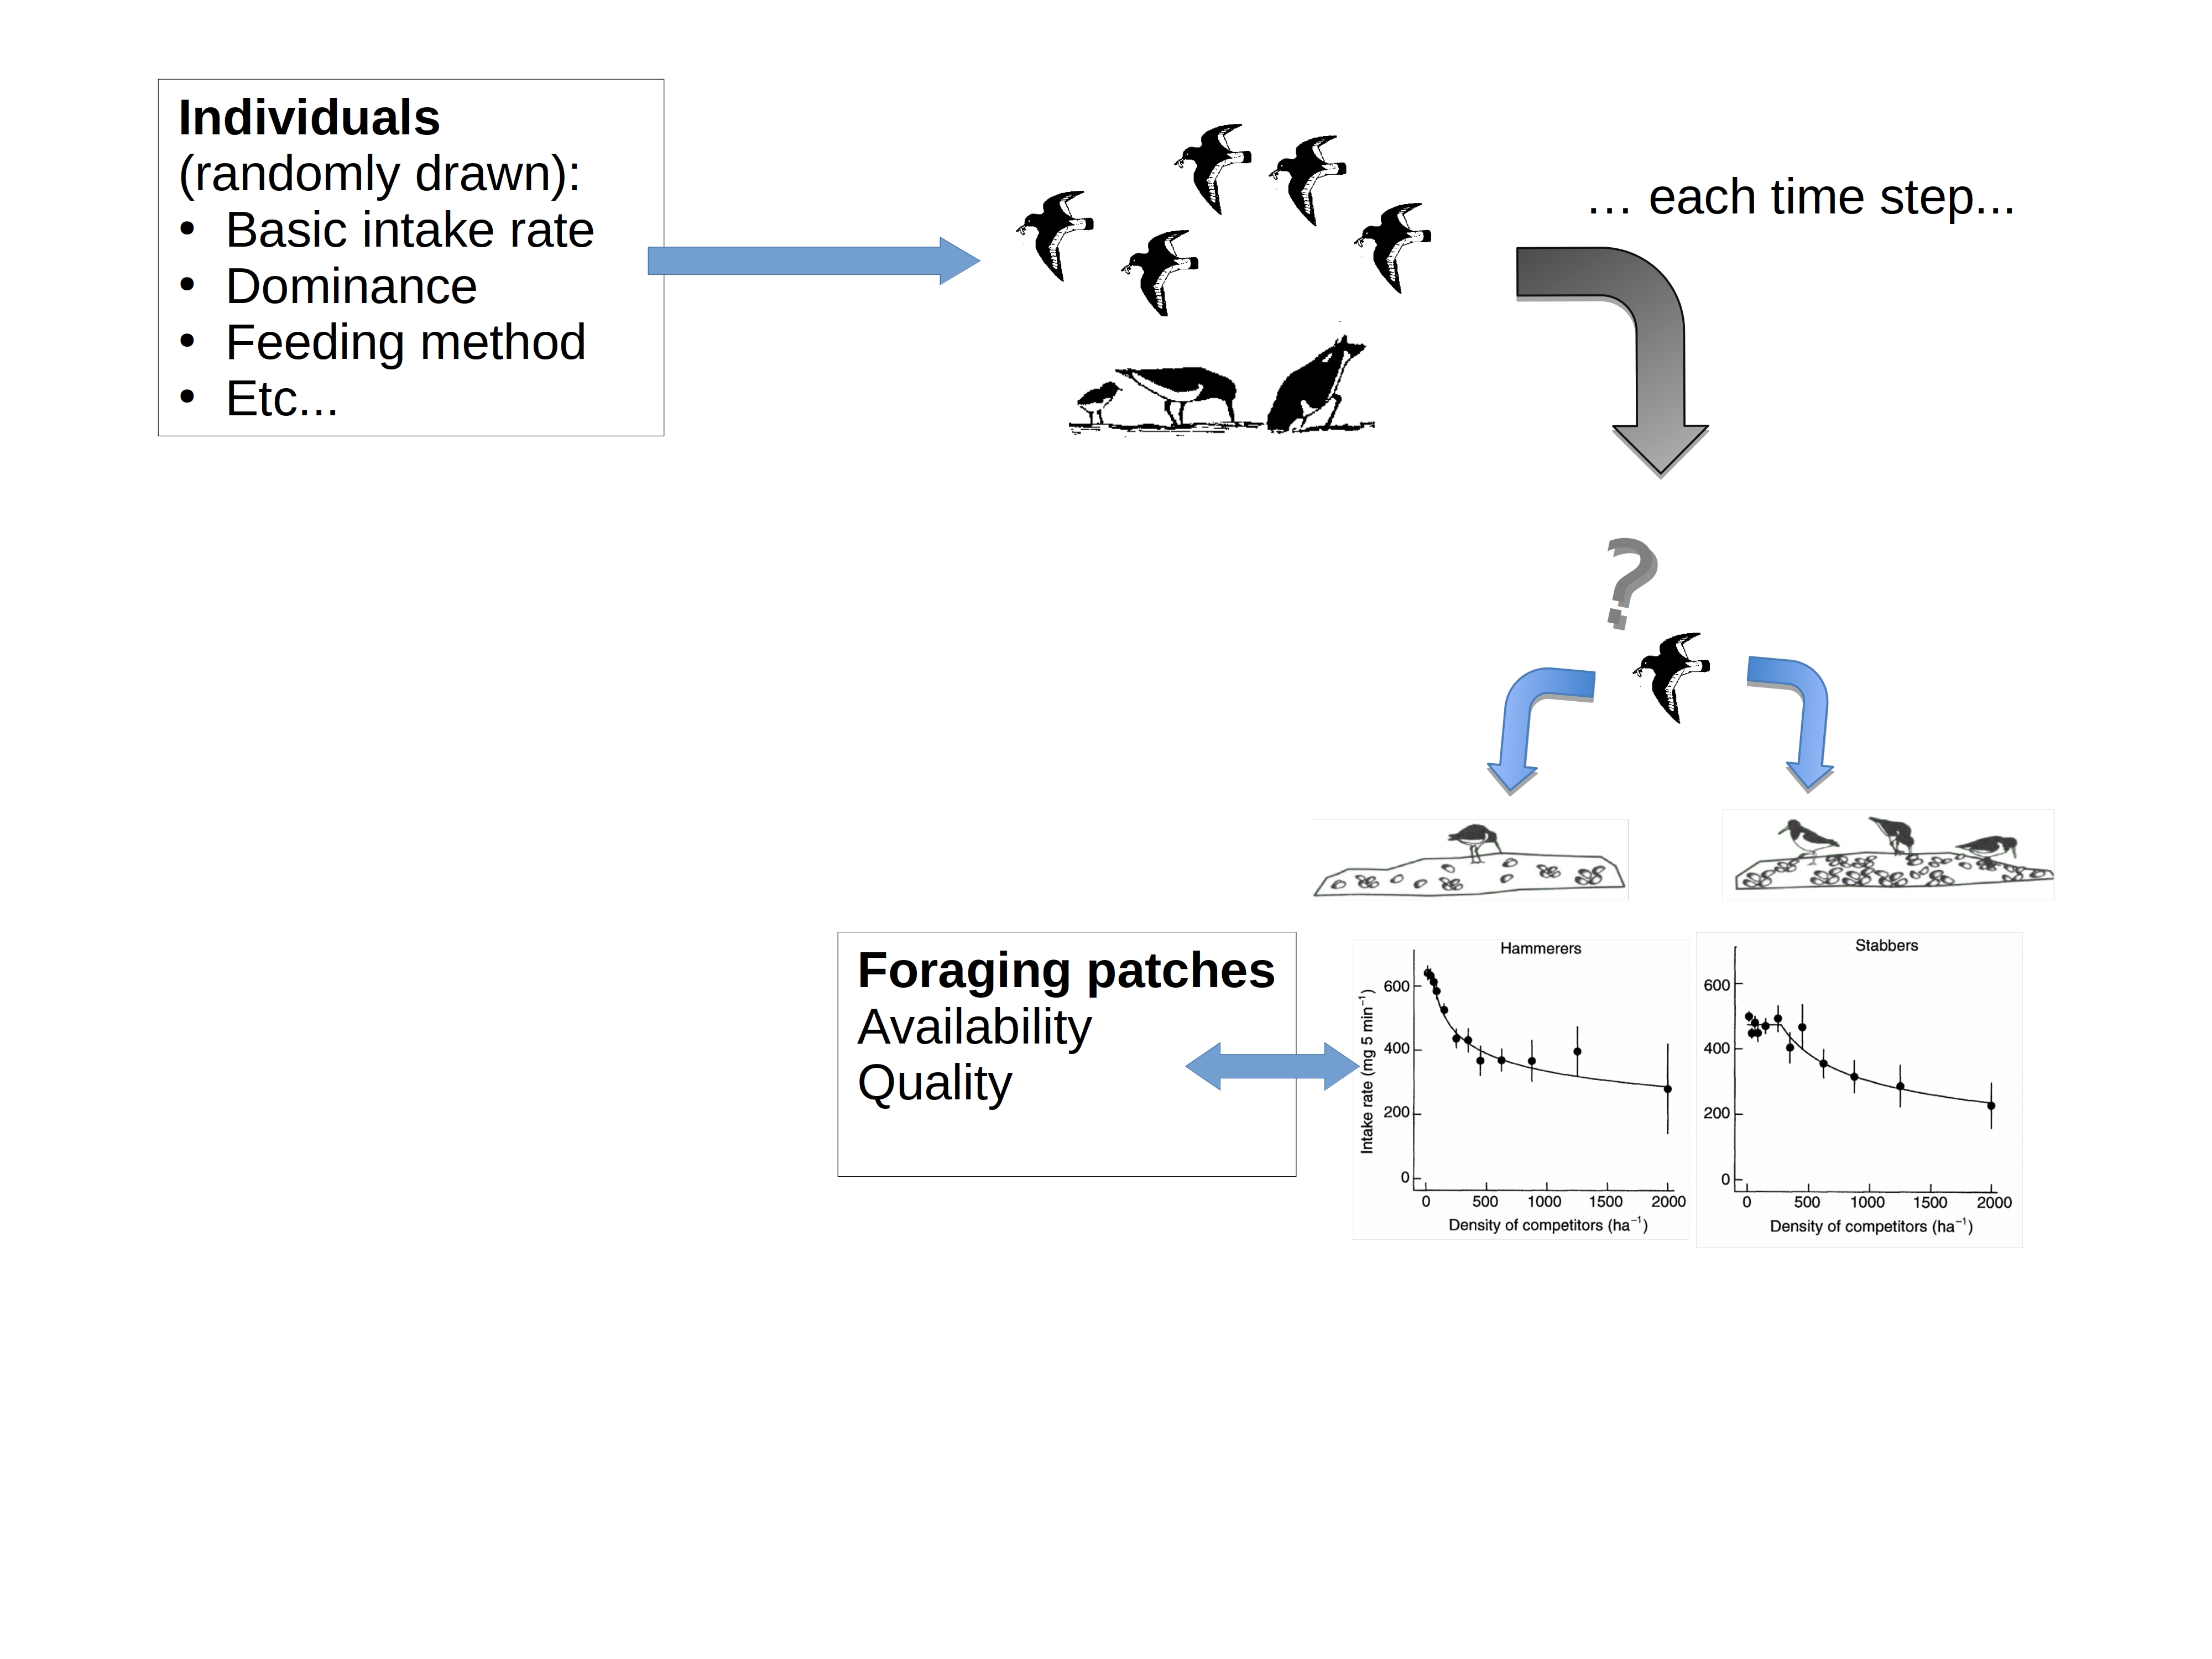 Individuals
(randomly drawn):
• Basic intake rate
• Dominance
• Feeding method
• Etc...
… each time step...
?
Foraging patches
Availability
Quality
Hammerers
Intake rate (mg 5 min⁻¹)
600
400
200
0
0 500 1000 1500 2000
Density of competitors (ha⁻¹)
Stabbers
600
400
200
0
0 500 1000 1500 2000
Density of competitors (ha⁻¹)